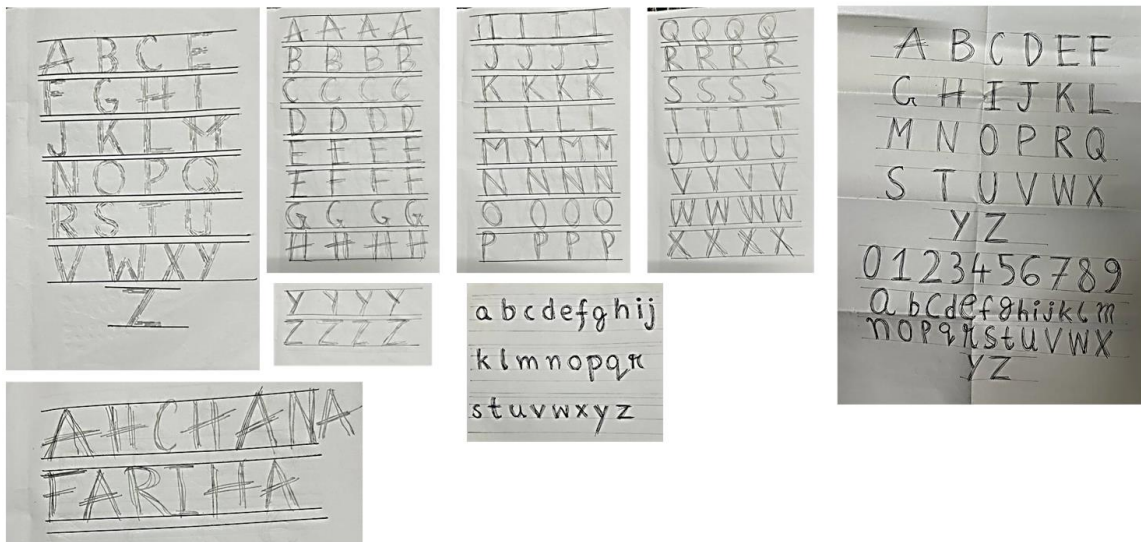 A B C E
F G H I
J K L M
N O P Q
R S T U
V W X Y
Z
A A A A
B B B B
C C C C
D D D D
E E E E
F F F F
G G G G
H H H H
I I I I
J J J J
K K K K
L L L L
M M M M
N N N N
O O O O
P P P P
Q Q Q Q
R R R R
S S S S
T T T T
U U U U
V V V V
W W W W
X X X X
Y Y Y Y
Z Z Z Z
a b c d e f g h i j
k l m n o p q r
s t u v w x y z
A B C D E F
G H I J K L
M N O P R Q
S T U V W X
Y Z
0 1 2 3 4 5 6 7 8 9
a b c d e f g h i j k l m
n o p q r s t u v w x
y z
AHCHANA
FARIHA